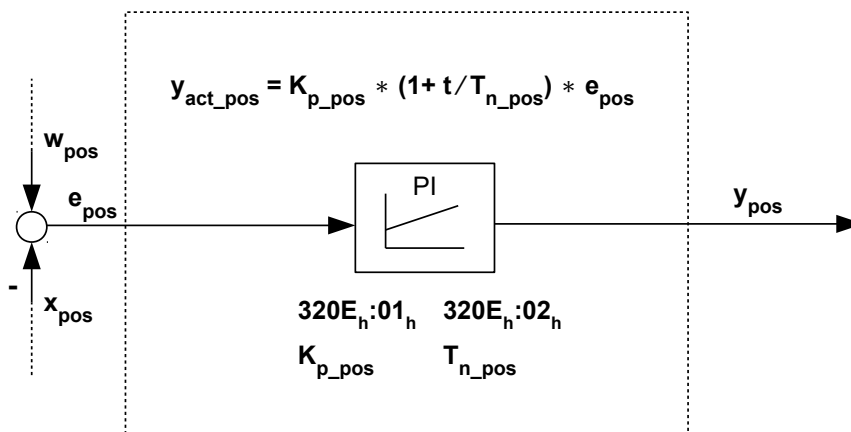 y_act_pos = K_p_pos * (1+ t/T_n_pos) * e_pos
w_pos
e_pos
PI
y_pos
-
x_pos
320E_h:01_h 320E_h:02_h
K_p_pos T_n_pos